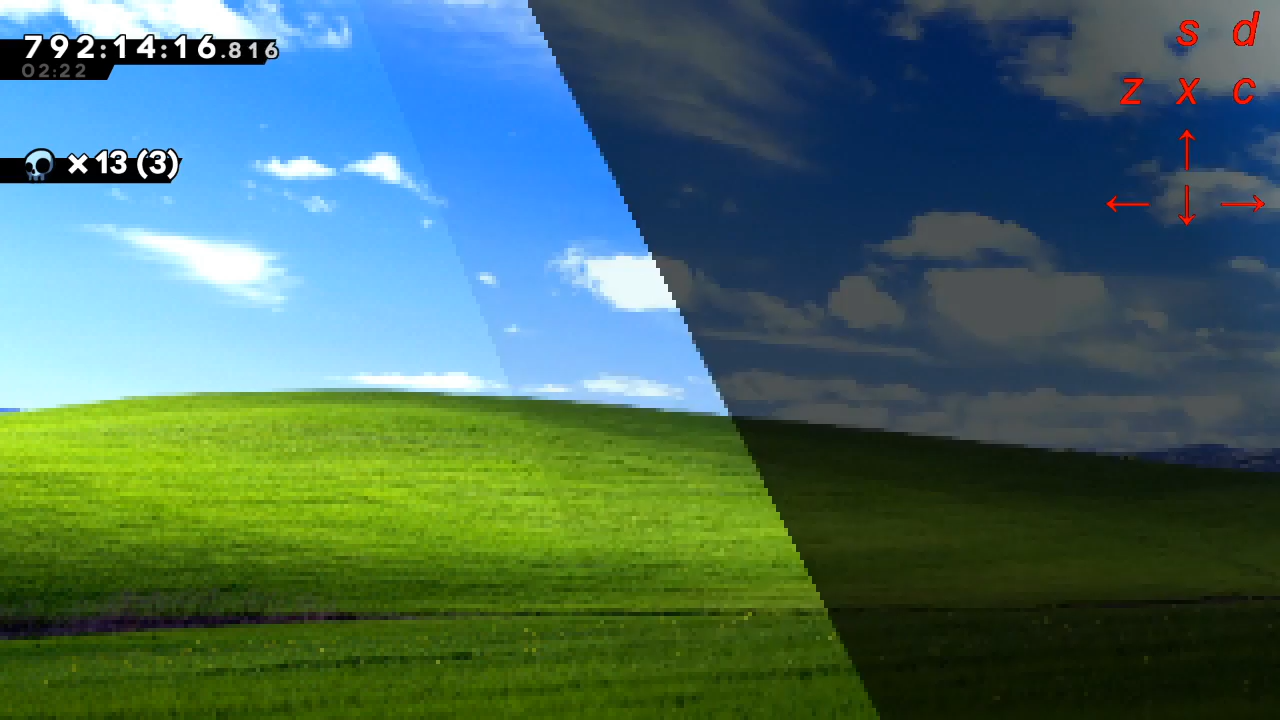 792:14:16.816
02:22
×13 (3)
s d
z x c
↑
← ↓ →